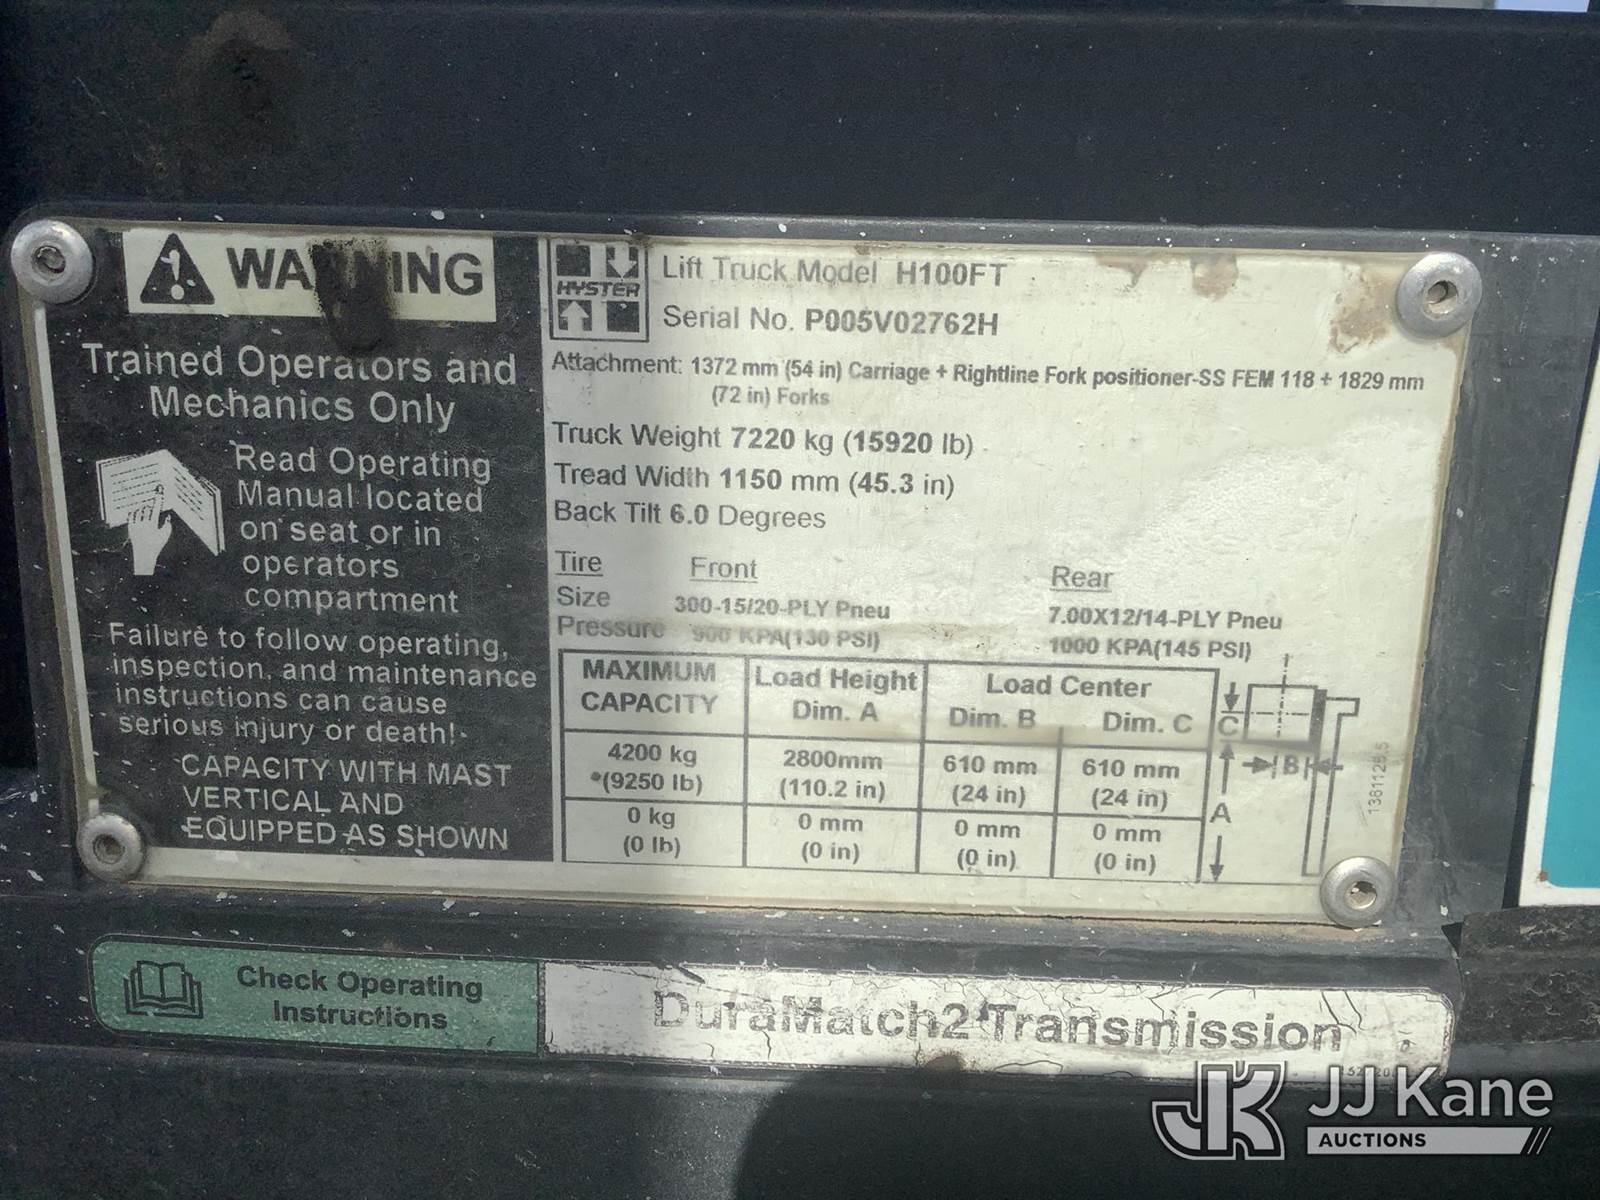 WARNING
Trained Operators and
Mechanics Only
Read Operating
Manual located
on seat or in
operators
compartment
Failure to follow operating,
inspection, and maintenance
instructions can cause
serious injury or death!
CAPACITY WITH MAST
VERTICAL AND
EQUIPPED AS SHOWN
HYSTER
Lift Truck Model H100FT
Serial No. P005V02762H
Attachment: 1372 mm (54 in) Carriage + Rightline Fork positioner-SS FEM 118 + 1829 mm
(72 in) Forks
Truck Weight 7220 kg (15920 lb)
Tread Width 1150 mm (45.3 in)
Back Tilt 6.0 Degrees
Tire Front Rear
Size 300-15/20-PLY Pneu 7.00X12/14-PLY Pneu
Pressure 900 KPA(130 PSI) 1000 KPA(145 PSI)
MAXIMUM Load Height Load Center
CAPACITY Dim. A Dim. B Dim. C
4200 kg 2800mm 610 mm 610 mm
*(9250 lb) (110.2 in) (24 in) (24 in)
0 kg 0 mm 0 mm 0 mm
(0 lb) (0 in) (0 in) (0 in)
C
B
A
1381128.5
Check Operating
Instructions
DuraMatch2 Transmission
JK JJ Kane
AUCTIONS